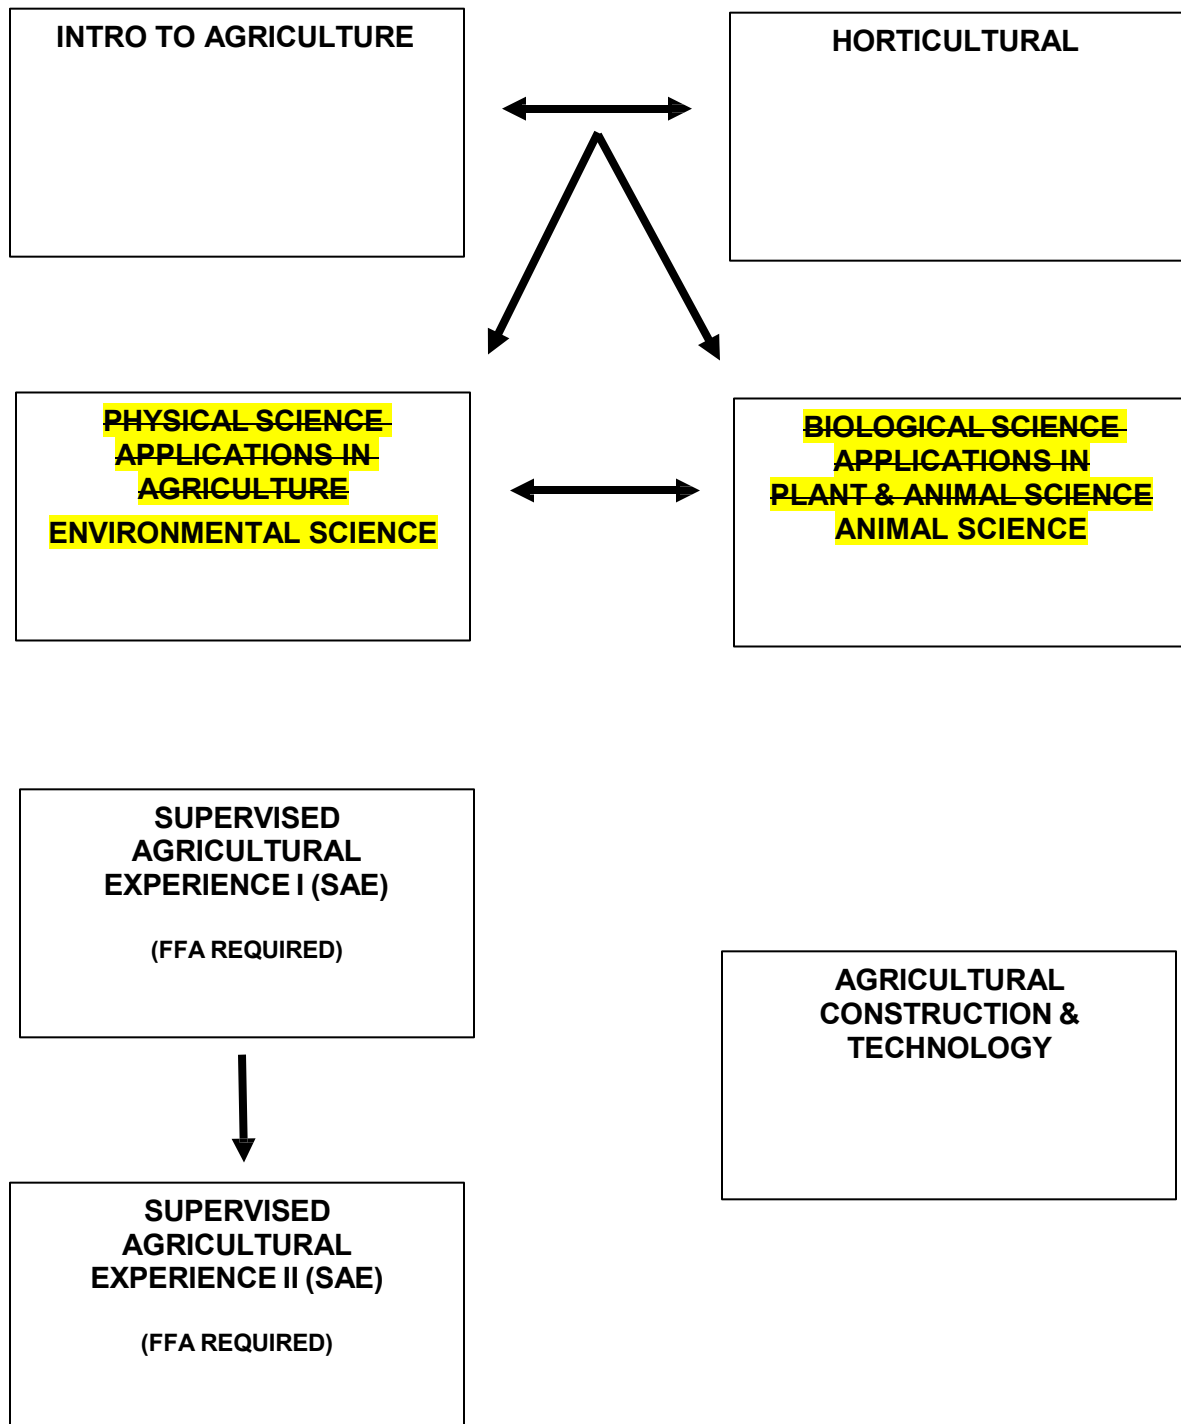 INTRO TO AGRICULTURE
HORTICULTURAL
PHYSICAL SCIENCE
APPLICATIONS IN
AGRICULTURE
ENVIRONMENTAL SCIENCE
BIOLOGICAL SCIENCE
APPLICATIONS IN
PLANT & ANIMAL SCIENCE
ANIMAL SCIENCE
SUPERVISED
AGRICULTURAL
EXPERIENCE I (SAE)
(FFA REQUIRED)
AGRICULTURAL
CONSTRUCTION &
TECHNOLOGY
SUPERVISED
AGRICULTURAL
EXPERIENCE II (SAE)
(FFA REQUIRED)